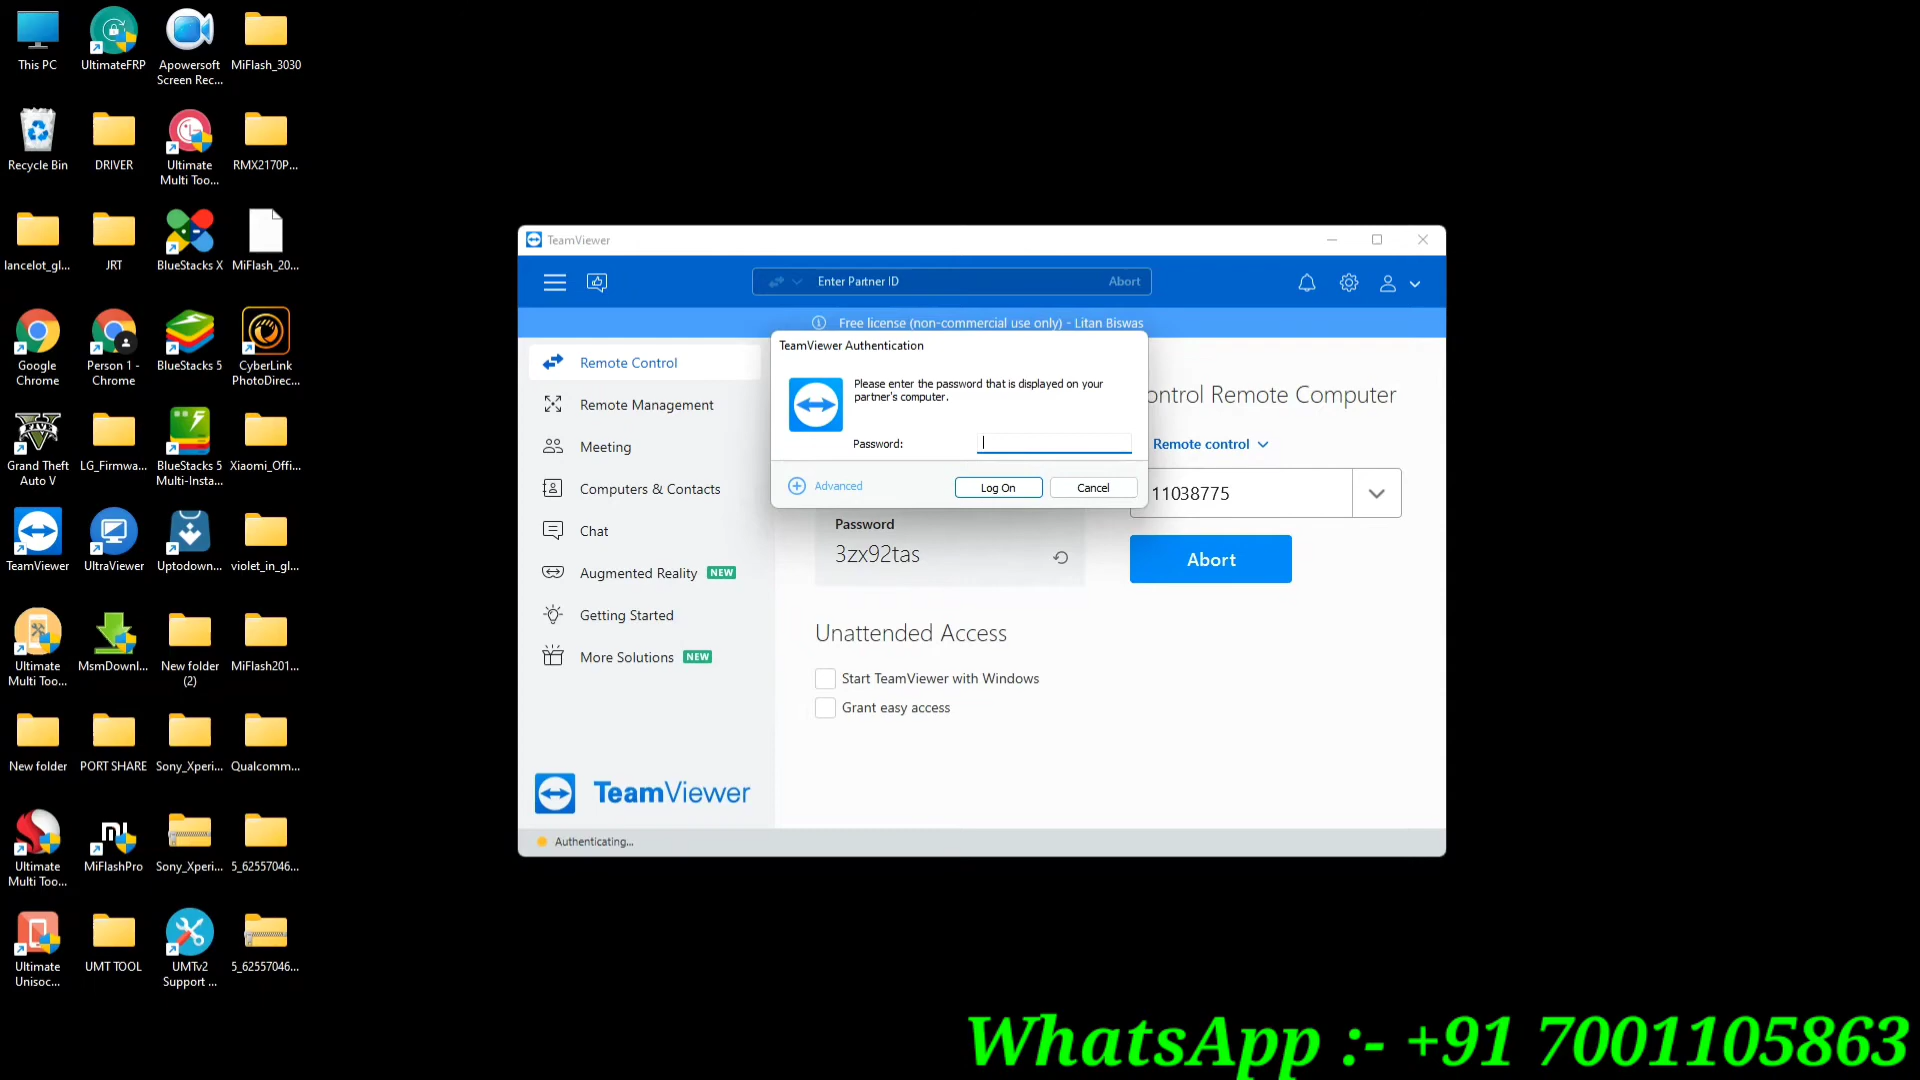 This PC
UltimateFRP
Apowersoft
Screen Rec...
MiFlash_3030
Recycle Bin
DRIVER
Ultimate
Multi Too...
RMX2170P...
lancelot_gl...
JRT
BlueStacks X
MiFlash_20...
Google
Chrome
Person 1 -
Chrome
BlueStacks 5
CyberLink
PhotoDirec...
Grand Theft
Auto V
LG_Firmwa...
BlueStacks 5
Multi-Insta...
Xiaomi_Offi...
TeamViewer
UltraViewer
Uptodown...
violet_in_gl...
Ultimate
Multi Too...
MsmDownl...
New folder
(2)
MiFlash201...
New folder
PORT SHARE
Sony_Xperi...
Qualcomm...
Ultimate
Multi Too...
MiFlashPro
Sony_Xperi...
5_62557046...
Ultimate
Unisoc...
UMT TOOL
UMTv2
Support ...
5_62557046...
TeamViewer
Enter Partner ID
Abort
Free license (non-commercial use only) - Litan Biswas
Remote Control
Remote Management
Meeting
Computers & Contacts
Chat
Augmented Reality NEW
Getting Started
More Solutions NEW
TeamViewer
TeamViewer Authentication
Please enter the password that is displayed on your
partner's computer.
Password:
Advanced
Log On
Cancel
ontrol Remote Computer
Remote control
11038775
Abort
Password
3zx92tas
Unattended Access
Start TeamViewer with Windows
Grant easy access
Authenticating...
WhatsApp :- +91 7001105863